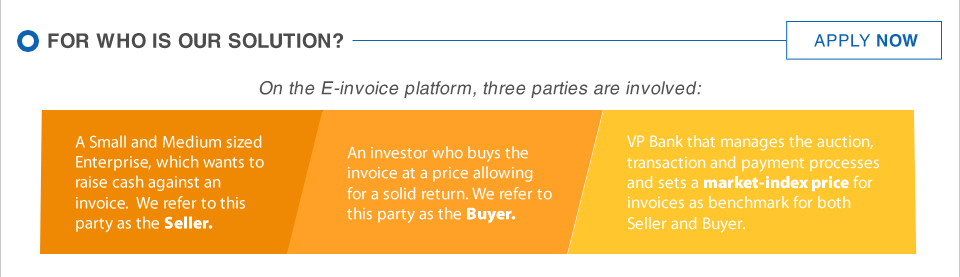 FOR WHO IS OUR SOLUTION?
APPLY NOW
On the E-invoice platform, three parties are involved:
A Small and Medium sized
Enterprise, which wants to
raise cash against an
invoice. We refer to this
party as the Seller.
An investor who buys the
invoice at a price allowing
for a solid return. We refer to
this party as the Buyer.
VP Bank that manages the auction,
transaction and payment processes
and sets a market-index price for
invoices as benchmark for both
Seller and Buyer.